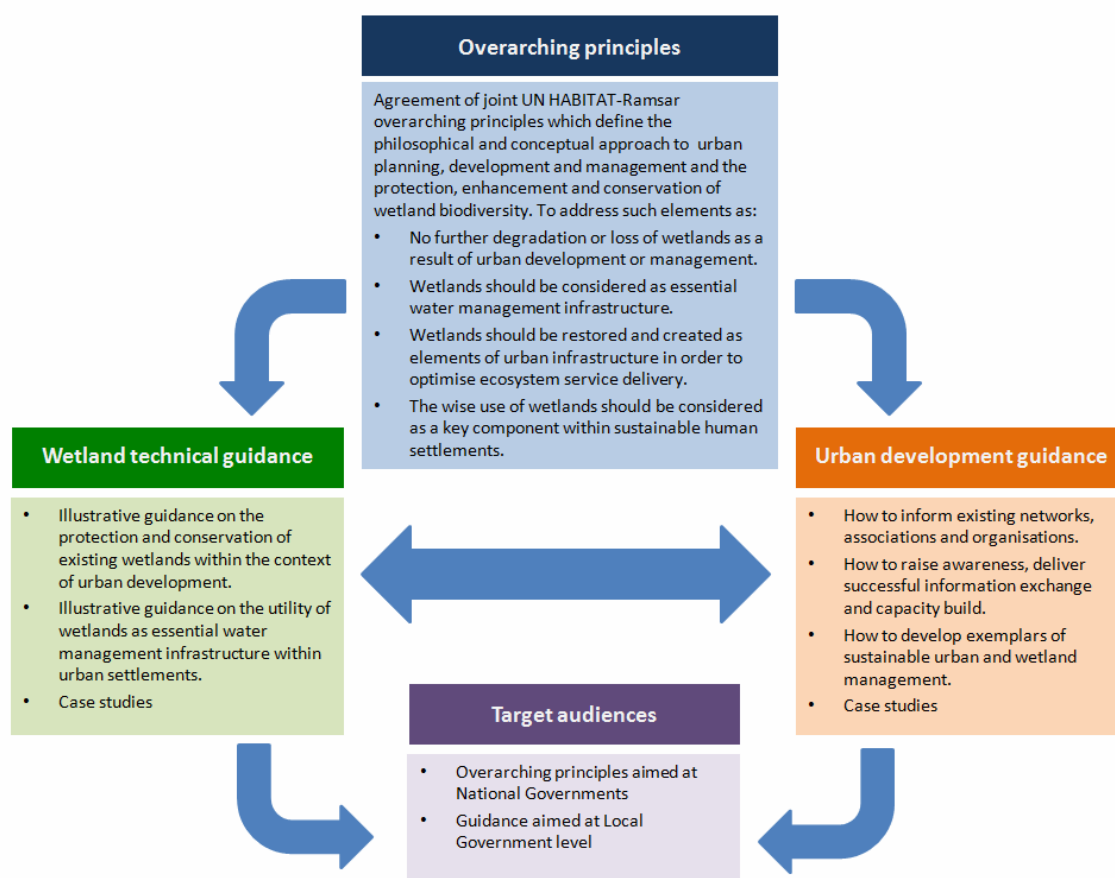 Overarching principles
Agreement of joint UN HABITAT-Ramsar
overarching principles which define the
philosophical and conceptual approach to urban
planning, development and management and the
protection, enhancement and conservation of
wetland biodiversity. To address such elements as:
• No further degradation or loss of wetlands as a
result of urban development or management.
• Wetlands should be considered as essential
water management infrastructure.
• Wetlands should be restored and created as
elements of urban infrastructure in order to
optimise ecosystem service delivery.
• The wise use of wetlands should be considered
as a key component within sustainable human
settlements.
Wetland technical guidance
• Illustrative guidance on the
protection and conservation of
existing wetlands within the context
of urban development.
• Illustrative guidance on the utility of
wetlands as essential water
management infrastructure within
urban settlements.
• Case studies
Urban development guidance
• How to inform existing networks,
associations and organisations.
• How to raise awareness, deliver
successful information exchange
and capacity build.
• How to develop exemplars of
sustainable urban and wetland
management.
• Case studies
Target audiences
• Overarching principles aimed at
National Governments
• Guidance aimed at Local
Government level